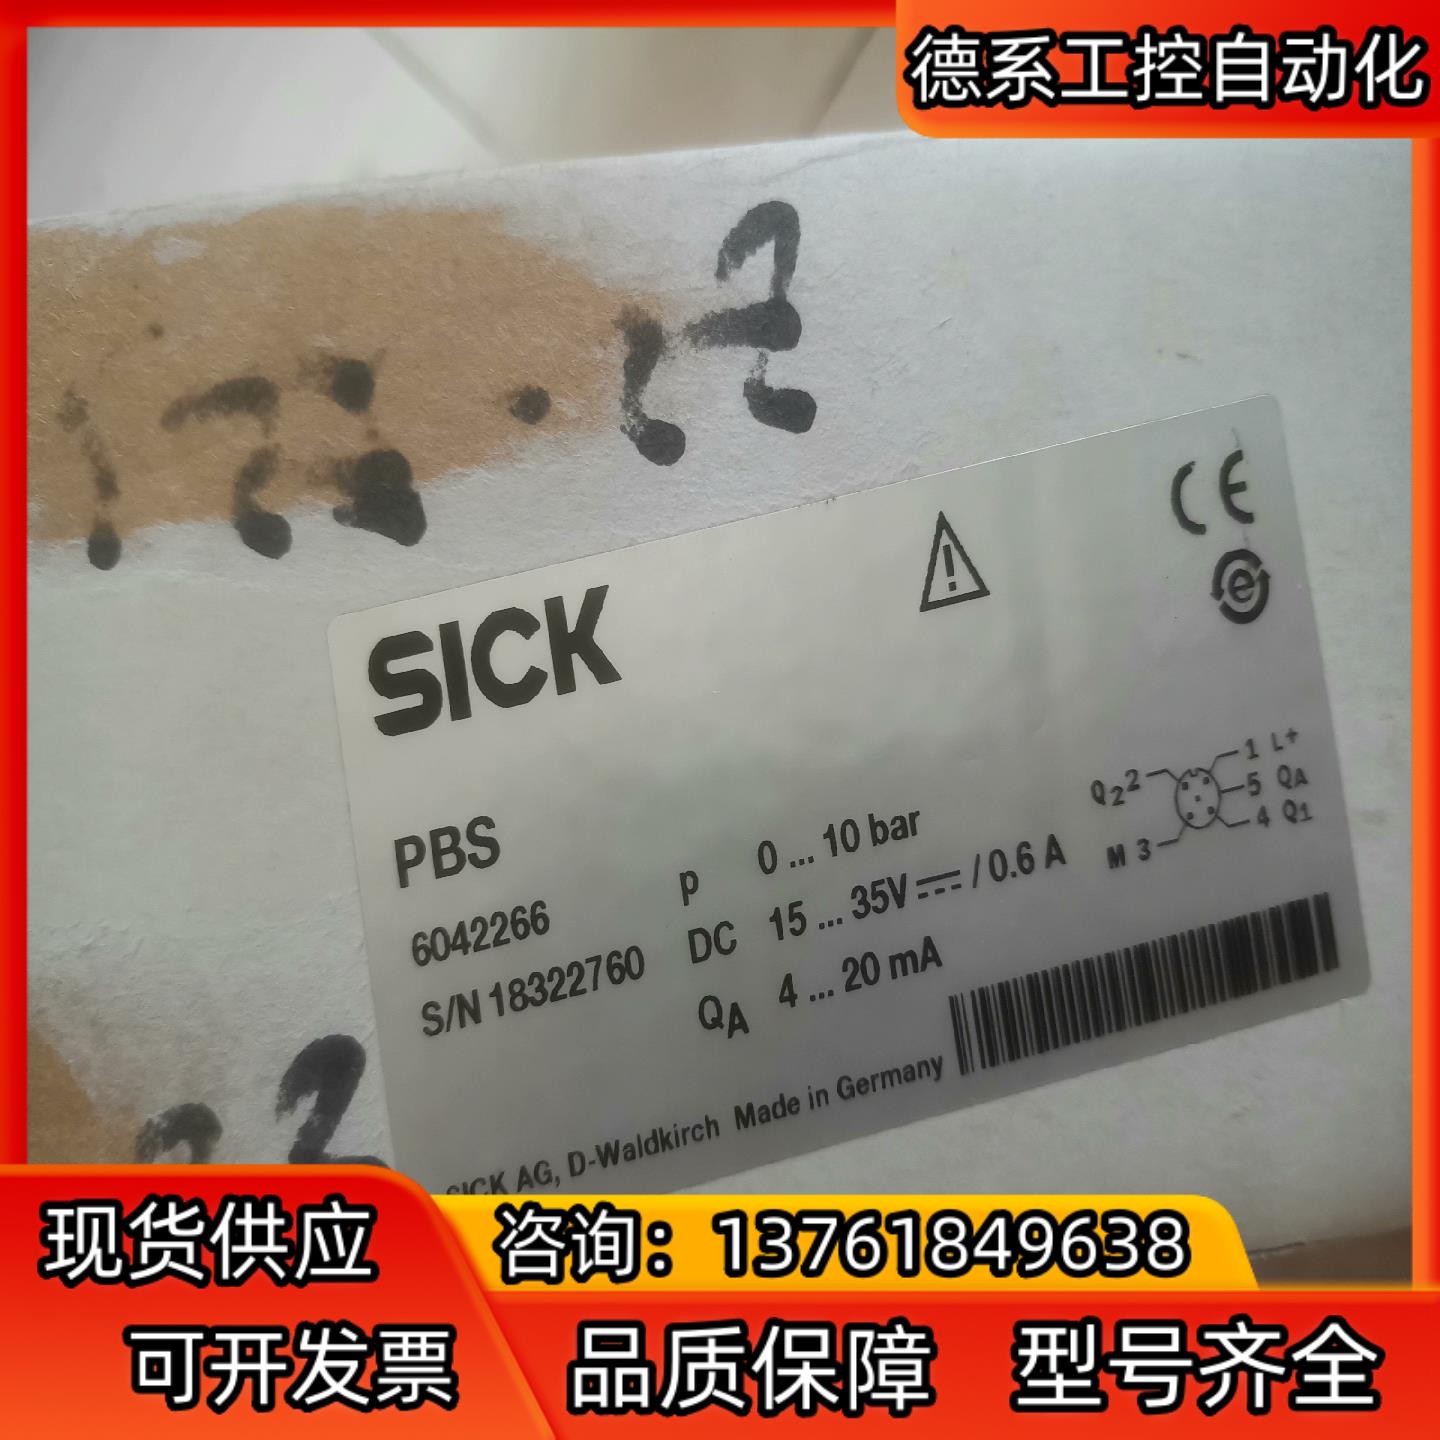 德系工控自动化
SICK
CE
PBS
6042266
S/N 18322760
p 0 ... 10 bar
DC 15 ... 35V / 0.6 A
QA 4 ... 20 mA
Q2 2
M 3
1 L+
5 QA
4 Q1
SICK AG, D-Waldkirch Made in Germany
现货供应
咨询：13761849638
可开发票
品质保障
型号齐全